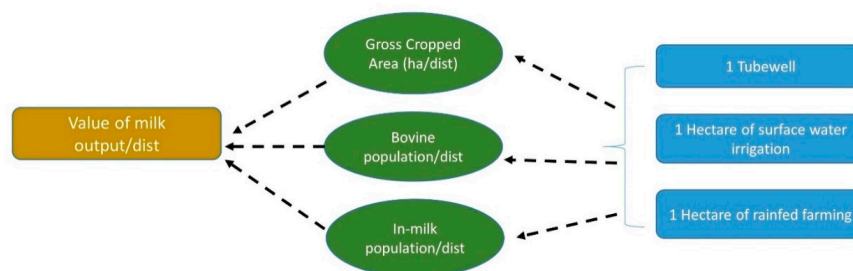 Gross Cropped
Area (ha/dist)
1 Tubewell
Value of milk
output/dist
Bovine
population/dist
1 Hectare of surface water
irrigation
In-milk
population/dist
1 Hectare of rainfed farming